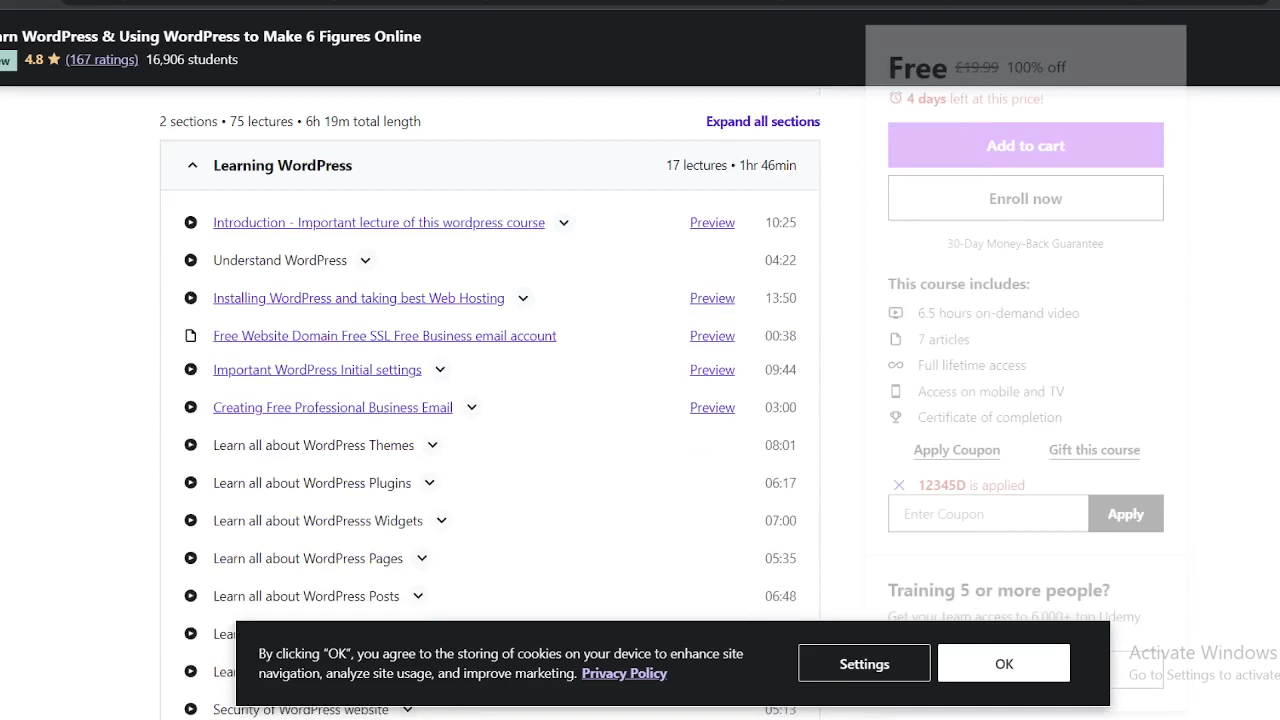 arn WordPress & Using WordPress to Make 6 Figures Online
ew 4.8 (167 ratings) 16,906 students
2 sections • 75 lectures • 6h 19m total length Expand all sections
Learning WordPress 17 lectures • 1hr 46min
Introduction - Important lecture of this wordpress course Preview 10:25
Understand WordPress 04:22
Installing WordPress and taking best Web Hosting Preview 13:50
Free Website Domain Free SSL Free Business email account Preview 00:38
Important WordPress Initial settings Preview 09:44
Creating Free Professional Business Email Preview 03:00
Learn all about WordPress Themes 08:01
Learn all about WordPress Plugins 06:17
Learn all about WordPresss Widgets 07:00
Learn all about WordPress Pages 05:35
Learn all about WordPress Posts 06:48
Lear
Lea
Security of WordPress website 05:13
Free £19.99 100% off
4 days left at this price!
Add to cart
Enroll now
30-Day Money-Back Guarantee
This course includes:
6.5 hours on-demand video
7 articles
Full lifetime access
Access on mobile and TV
Certificate of completion
Apply Coupon Gift this course
12345D is applied
Enter Coupon Apply
Training 5 or more people?
Get your team access to 6,000+ top Udemy
By clicking “OK”, you agree to the storing of cookies on your device to enhance site
navigation, analyze site usage, and improve marketing. Privacy Policy
Settings OK
Activate Windows
Go to Settings to activate